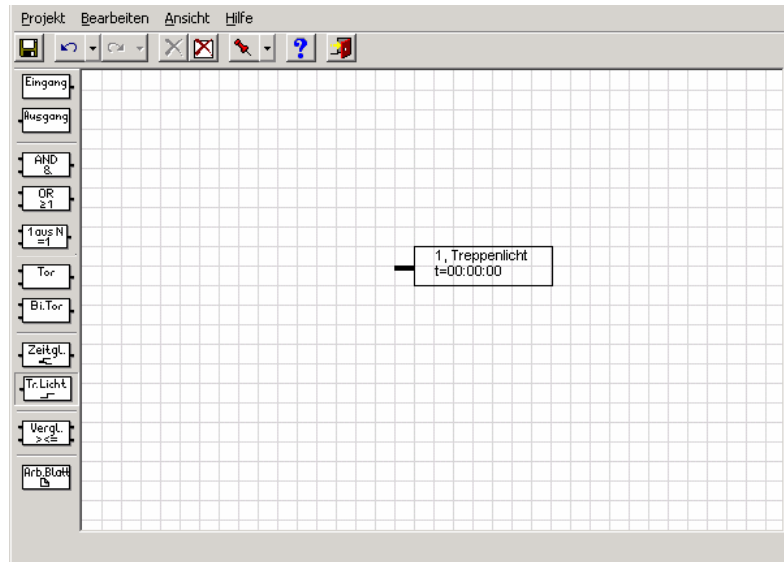 Projekt Bearbeiten Ansicht Hilfe
?
Eingang
Ausgang
AND
&
OR
≥1
1 aus N
=1
Tor
Bi.Tor
Zeitgl.
Tr.Licht
Vergl.
><=
Arb.Blatt
1, Treppenlicht
t=00:00:00